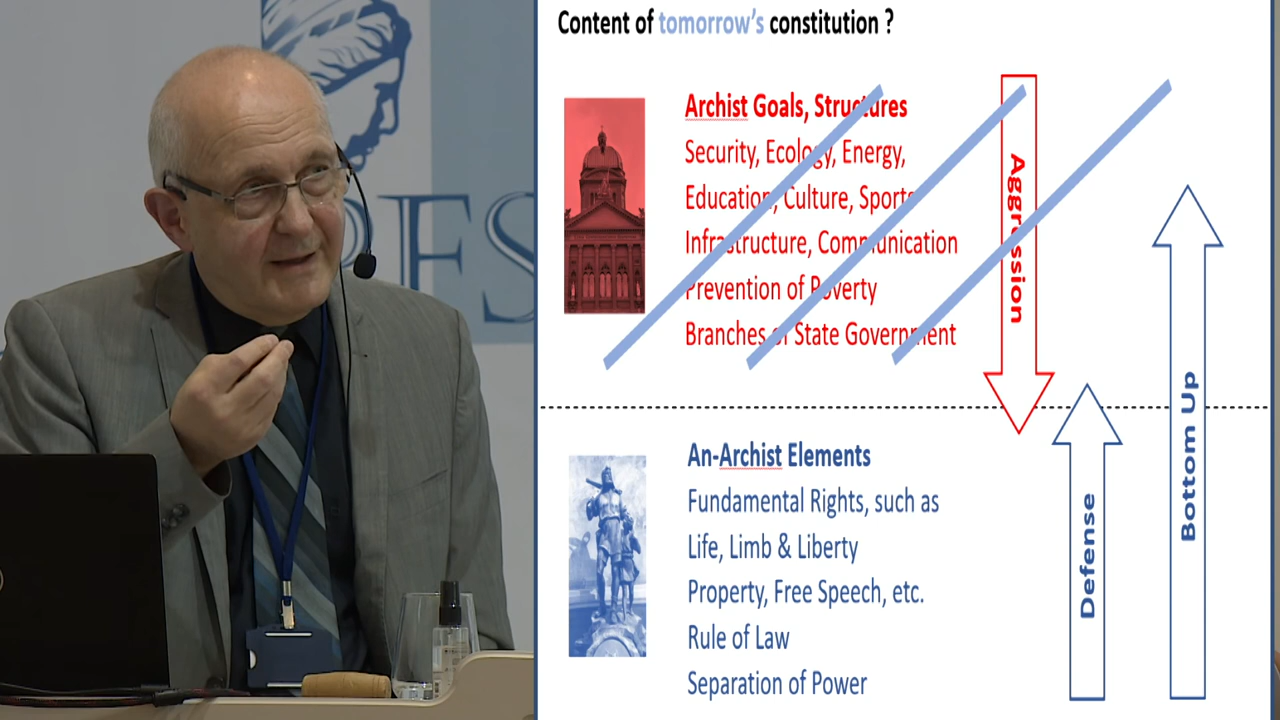 PFS
Content of tomorrow's constitution ?
Archist Goals, Structures
Security, Ecology, Energy,
Education, Culture, Sports
Infrastructure, Communication
Prevention of Poverty
Branches of State Government
Aggression
An-Archist Elements
Fundamental Rights, such as
Life, Limb & Liberty
Property, Free Speech, etc.
Rule of Law
Separation of Power
Defense
Bottom Up